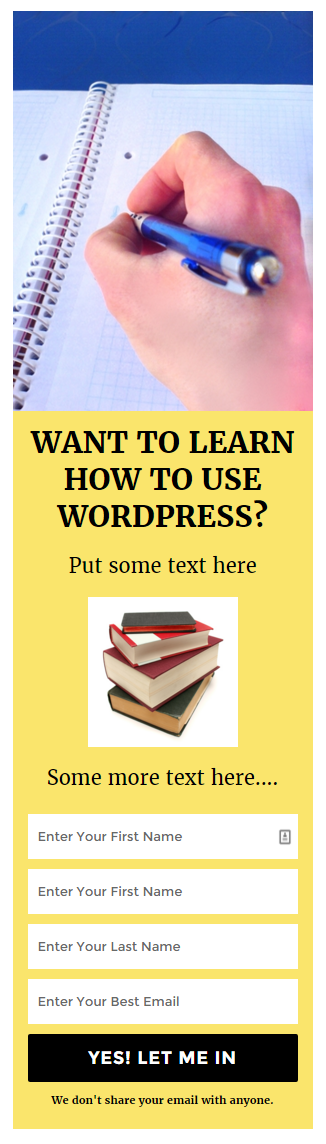 WANT TO LEARN
HOW TO USE
WORDPRESS?
Put some text here
Some more text here....
Enter Your First Name
Enter Your First Name
Enter Your Last Name
Enter Your Best Email
YES! LET ME IN
We don't share your email with anyone.